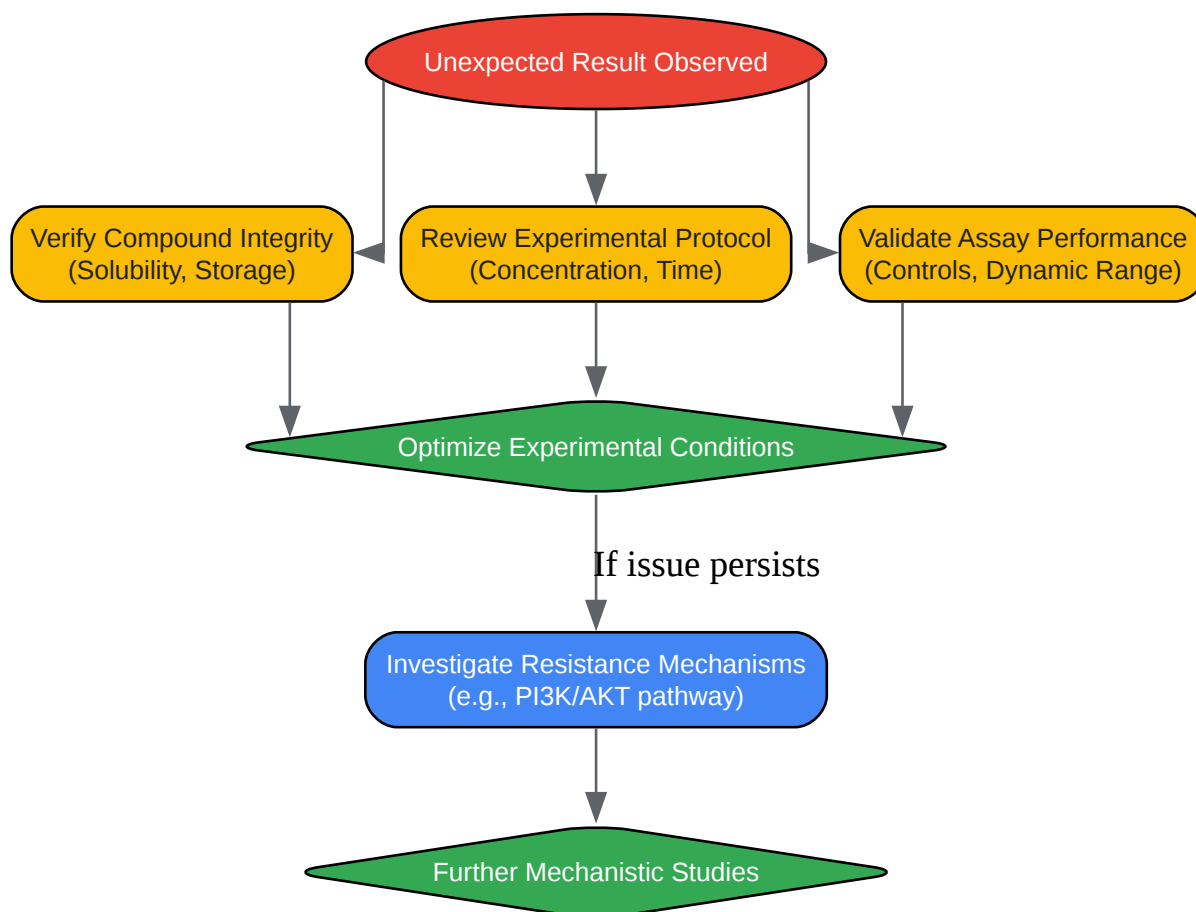 Unexpected Result Observed
Verify Compound Integrity
(Solubility, Storage)
Review Experimental Protocol
(Concentration, Time)
Validate Assay Performance
(Controls, Dynamic Range)
Optimize Experimental Conditions
If issue persists
Investigate Resistance Mechanisms
(e.g., PI3K/AKT pathway)
Further Mechanistic Studies